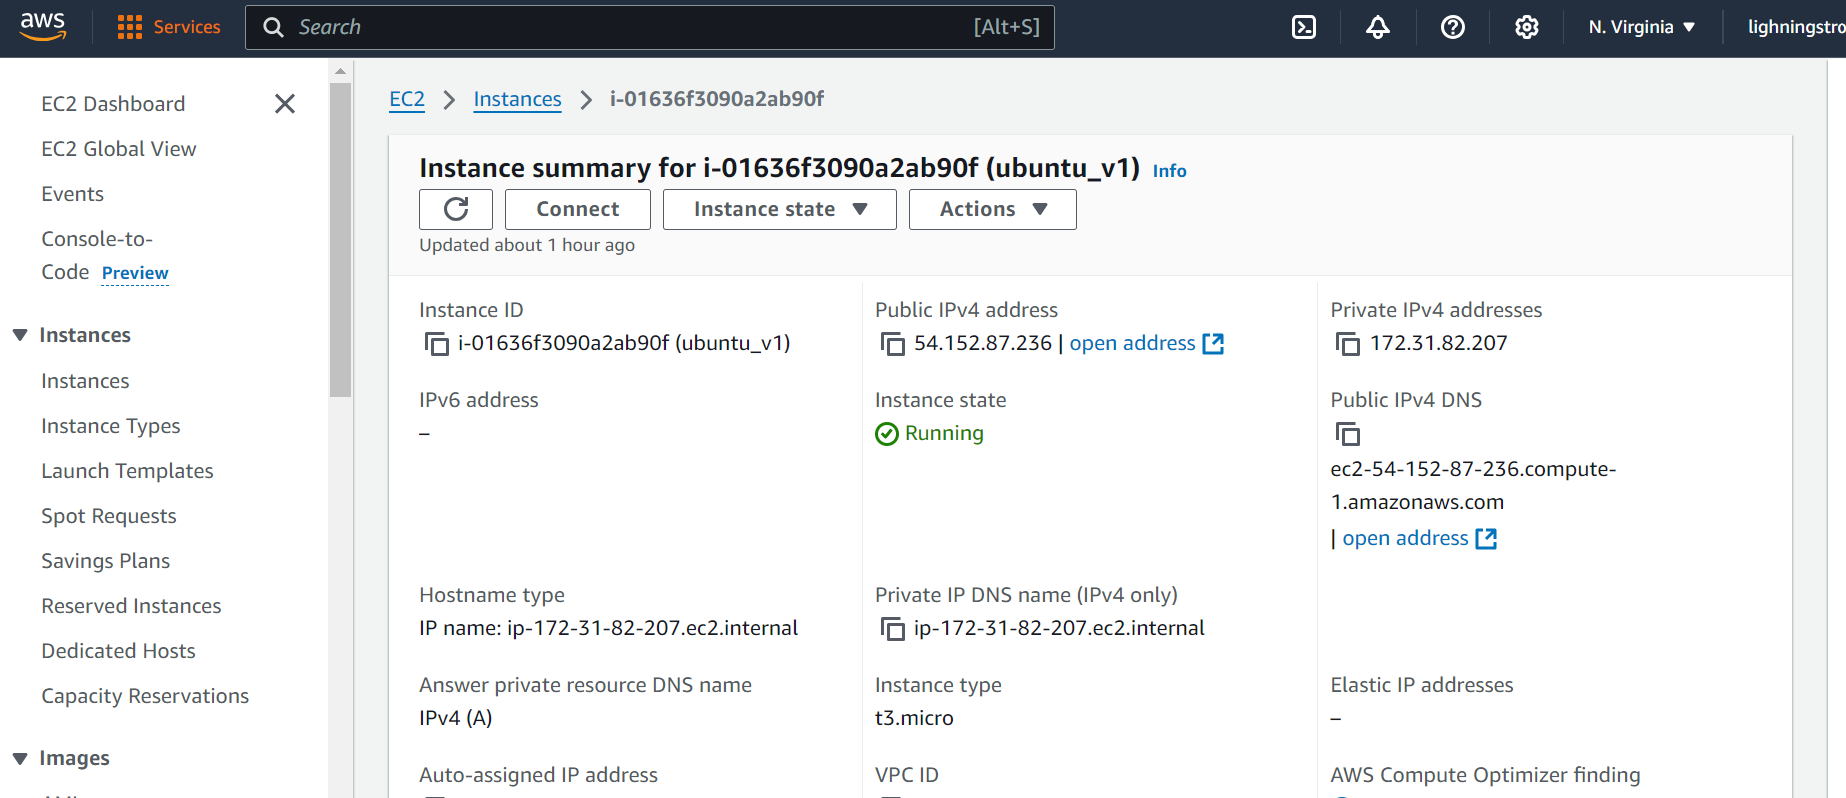 aws
Services
Search
[Alt+S]
N. Virginia
lighningstro
EC2 Dashboard
EC2 Global View
Events
Console-to-
Code Preview
Instances
Instances
Instance Types
Launch Templates
Spot Requests
Savings Plans
Reserved Instances
Dedicated Hosts
Capacity Reservations
Images
EC2 > Instances > i-01636f3090a2ab90f
Instance summary for i-01636f3090a2ab90f (ubuntu_v1) Info
Connect
Instance state
Actions
Updated about 1 hour ago
Instance ID
i-01636f3090a2ab90f (ubuntu_v1)
Public IPv4 address
54.152.87.236 | open address
Private IPv4 addresses
172.31.82.207
IPv6 address
–
Instance state
Running
Public IPv4 DNS
ec2-54-152-87-236.compute-
1.amazonaws.com
| open address
Hostname type
IP name: ip-172-31-82-207.ec2.internal
Private IP DNS name (IPv4 only)
ip-172-31-82-207.ec2.internal
Answer private resource DNS name
IPv4 (A)
Instance type
t3.micro
Elastic IP addresses
–
Auto-assigned IP address
VPC ID
AWS Compute Optimizer finding